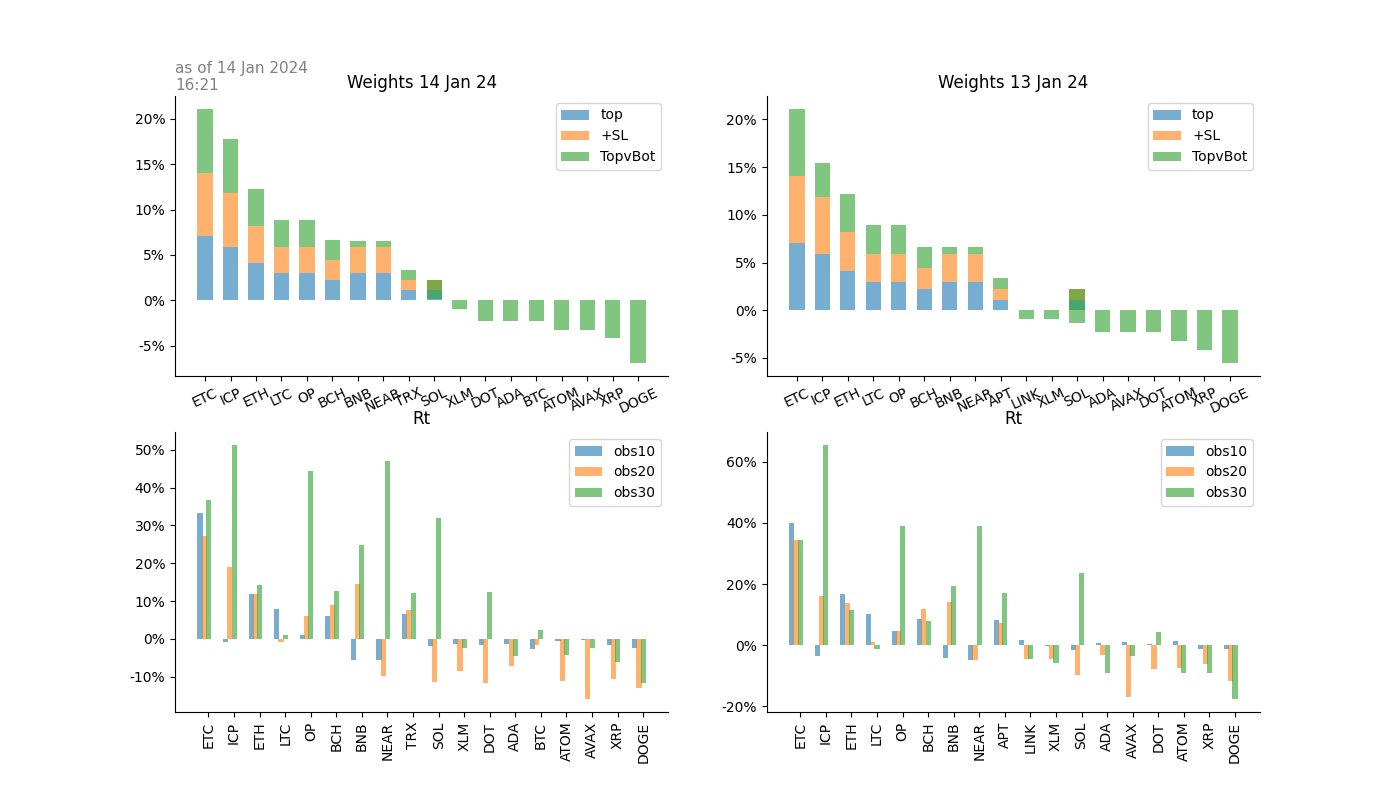 as of 14 Jan 2024
16:21
Weights 14 Jan 24
20%
15%
10%
5%
0%
-5%
top
+SL
TopvBot
ETC ICP ETH LTC OP BCH BNB NEAR TRX SOL XLM DOT ADA BTC ATOM AVAX XRP DOGE
Weights 13 Jan 24
20%
15%
10%
5%
0%
-5%
top
+SL
TopvBot
ETC ICP ETH LTC OP BCH BNB NEAR APT LINK XLM SOL ADA AVAX DOT ATOM XRP DOGE
Rt
50%
40%
30%
20%
10%
0%
-10%
obs10
obs20
obs30
ETC ICP ETH LTC OP BCH BNB NEAR TRX SOL XLM DOT ADA BTC ATOM AVAX XRP DOGE
Rt
60%
40%
20%
0%
-20%
obs10
obs20
obs30
ETC ICP ETH LTC OP BCH BNB NEAR APT LINK XLM SOL ADA AVAX DOT ATOM XRP DOGE